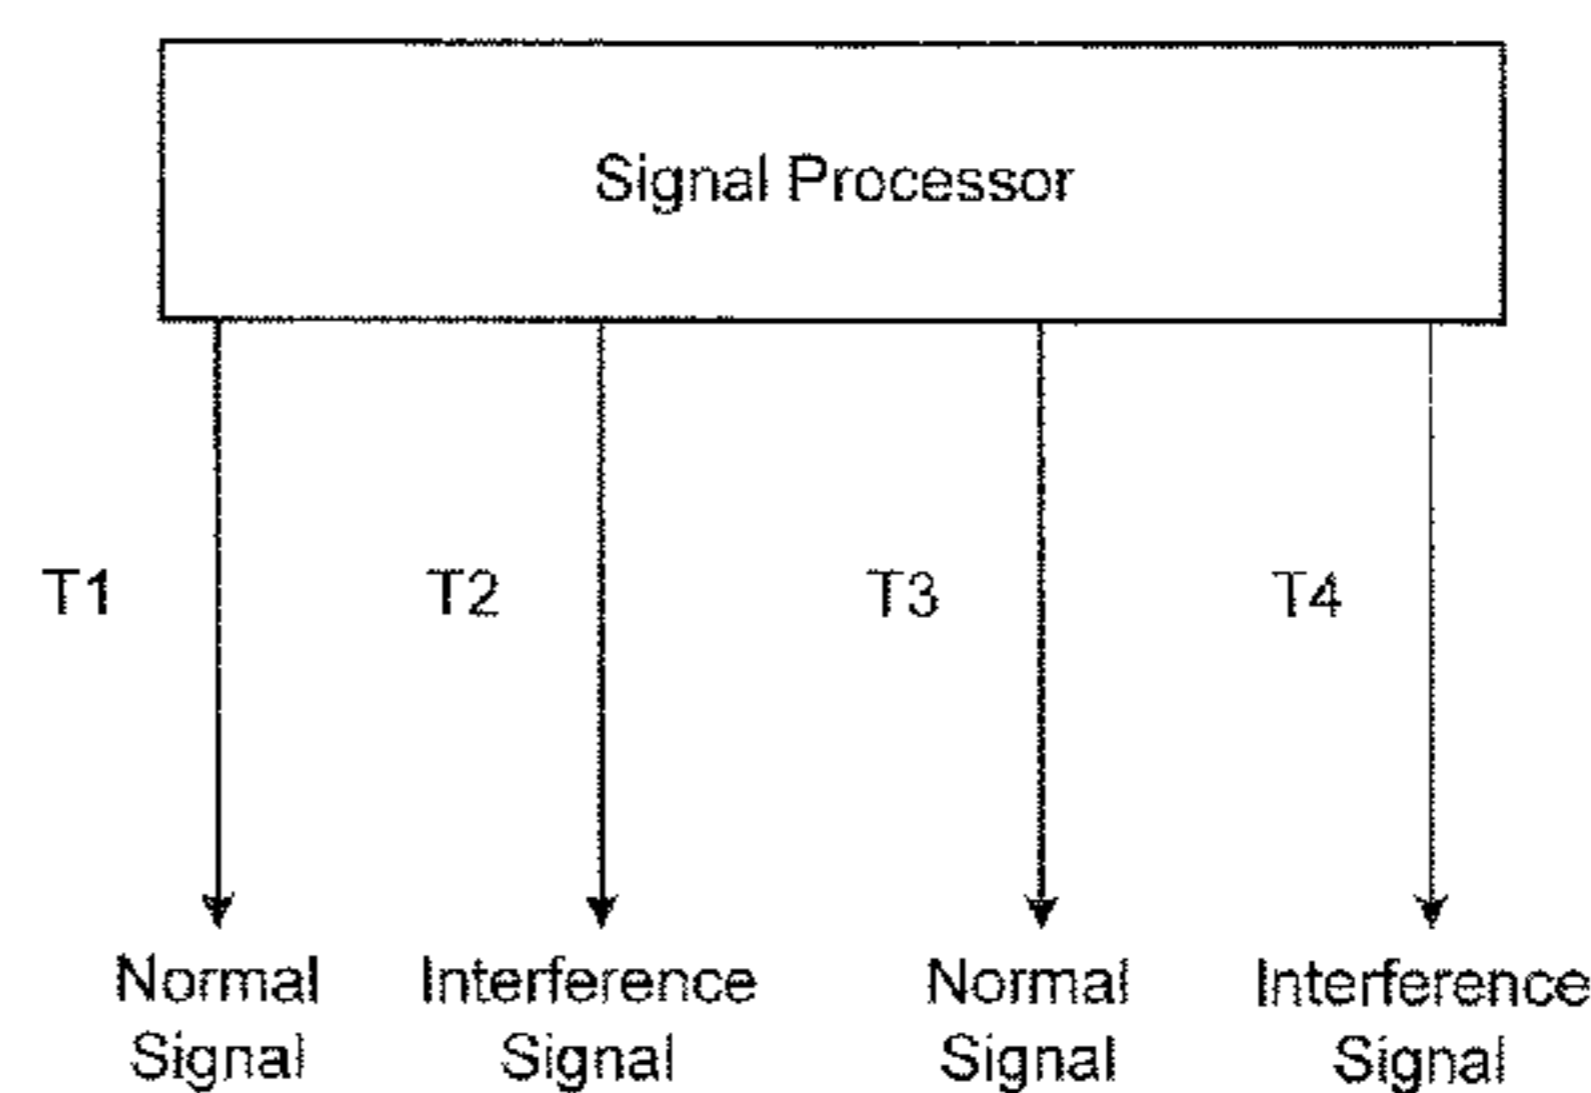 Signal Processor
T1
T2
T3
T4
Normal
Signal
Interference
Signal
Normal
Signal
Interference
Signal